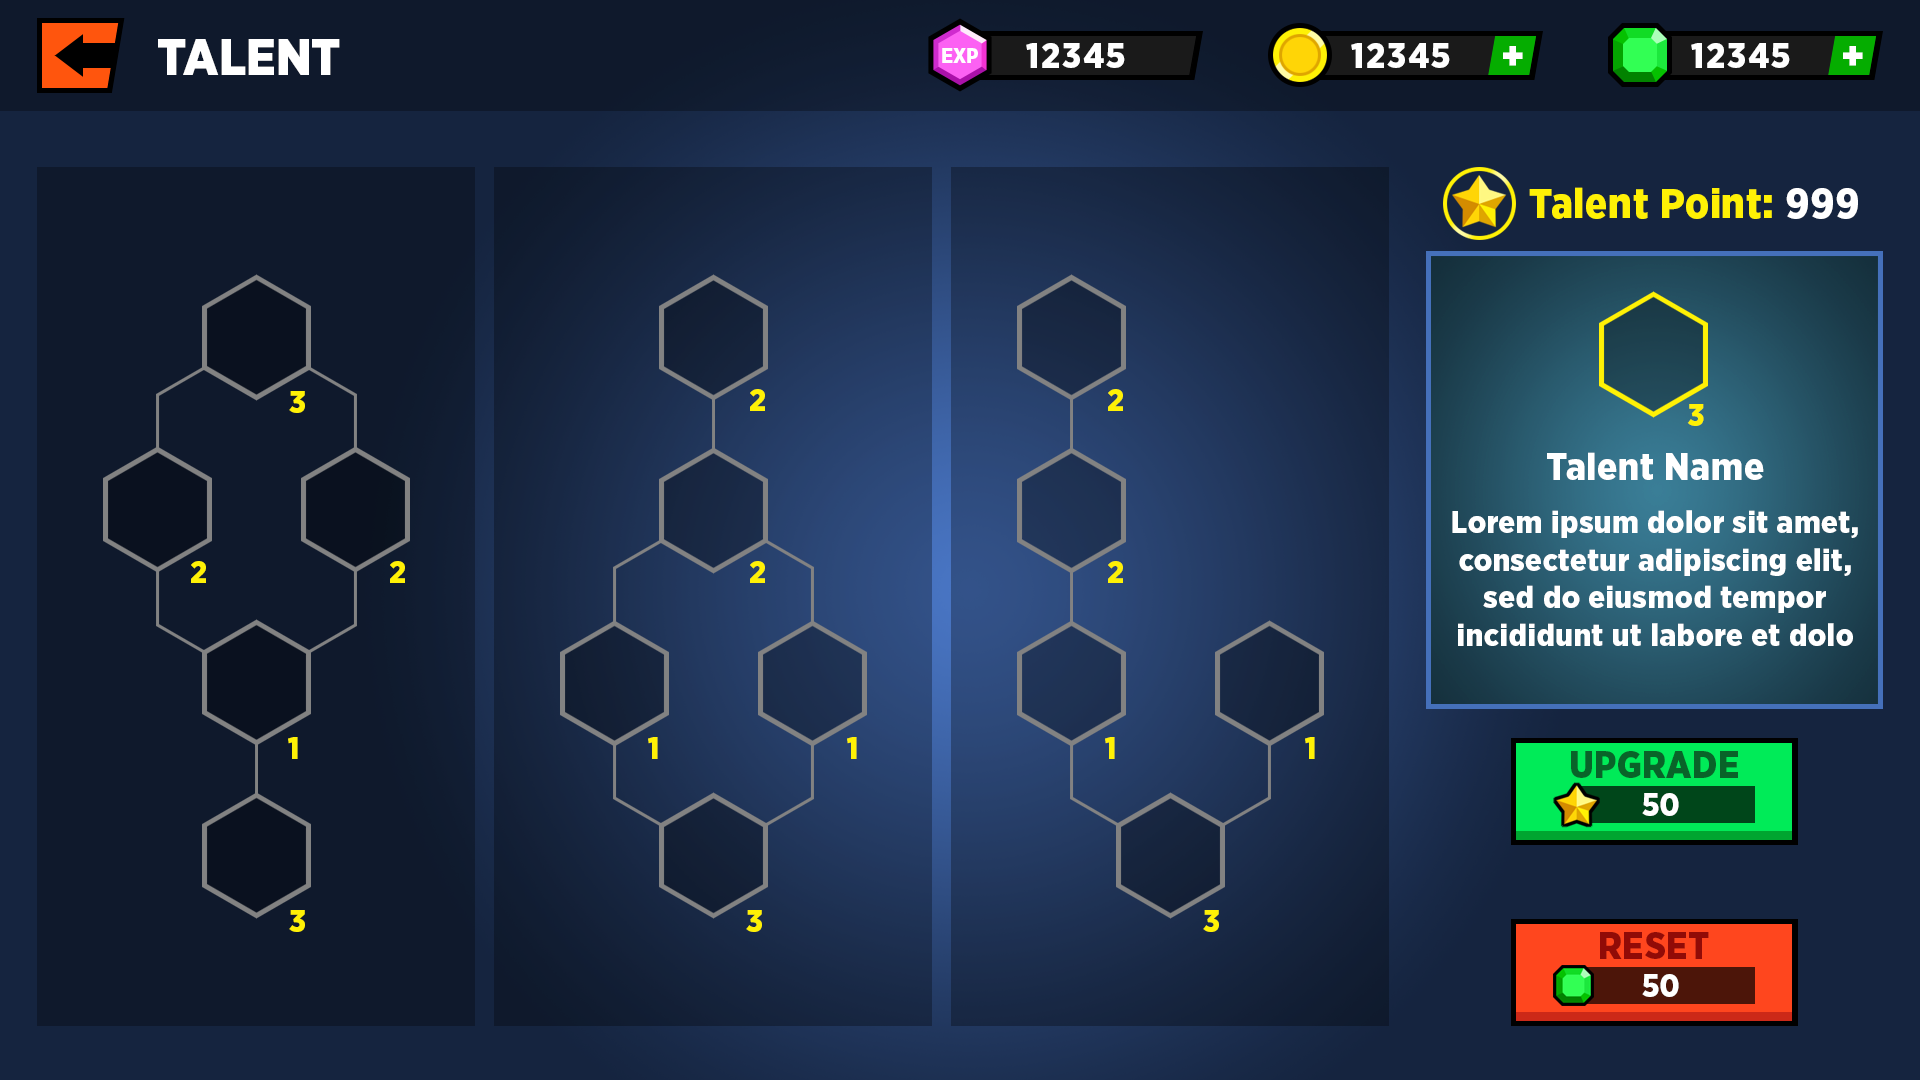 TALENT
EXP 12345
12345 +
12345 +
3
2 2
1
3
2
2
1 1
3
2
2
1 1
3
Talent Point: 999
3
Talent Name
Lorem ipsum dolor sit amet,
consectetur adipiscing elit,
sed do eiusmod tempor
incididunt ut labore et dolo
UPGRADE
50
RESET
50